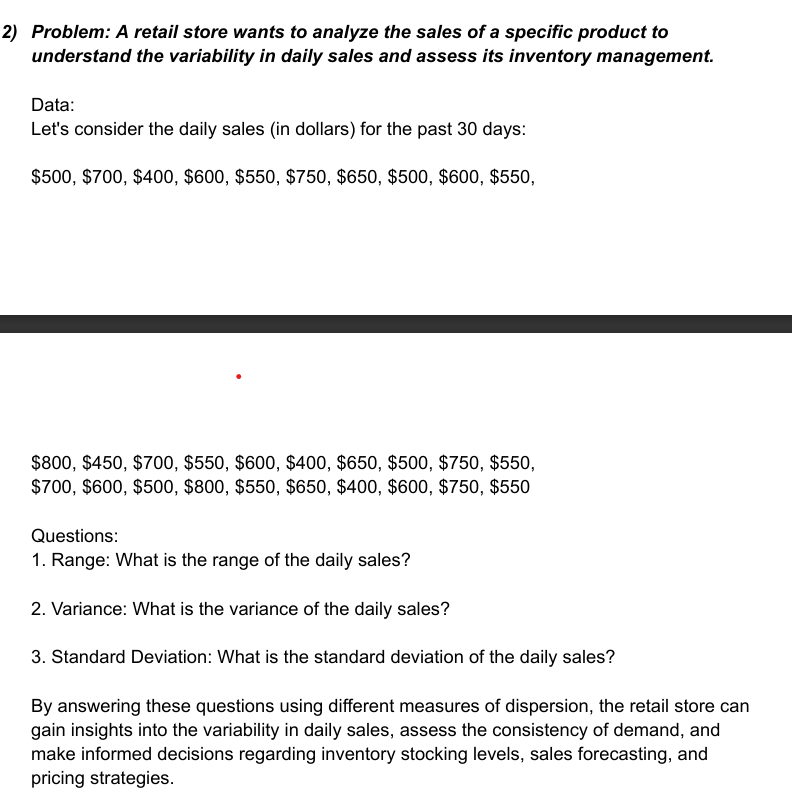 2) Problem: A retail store wants to analyze the sales of a specific product to
understand the variability in daily sales and assess its inventory management.
Data:
Let's consider the daily sales (in dollars) for the past 30 days:
$500, $700, $400, $600, $550, $750, $650, $500, $600, $550,
$800, $450, $700, $550, $600, $400, $650, $500, $750, $550,
$700, $600, $500, $800, $550, $650, $400, $600, $750, $550
Questions:
1. Range: What is the range of the daily sales?
2. Variance: What is the variance of the daily sales?
3. Standard Deviation: What is the standard deviation of the daily sales?
By answering these questions using different measures of dispersion, the retail store can
gain insights into the variability in daily sales, assess the consistency of demand, and
make informed decisions regarding inventory stocking levels, sales forecasting, and
pricing strategies.